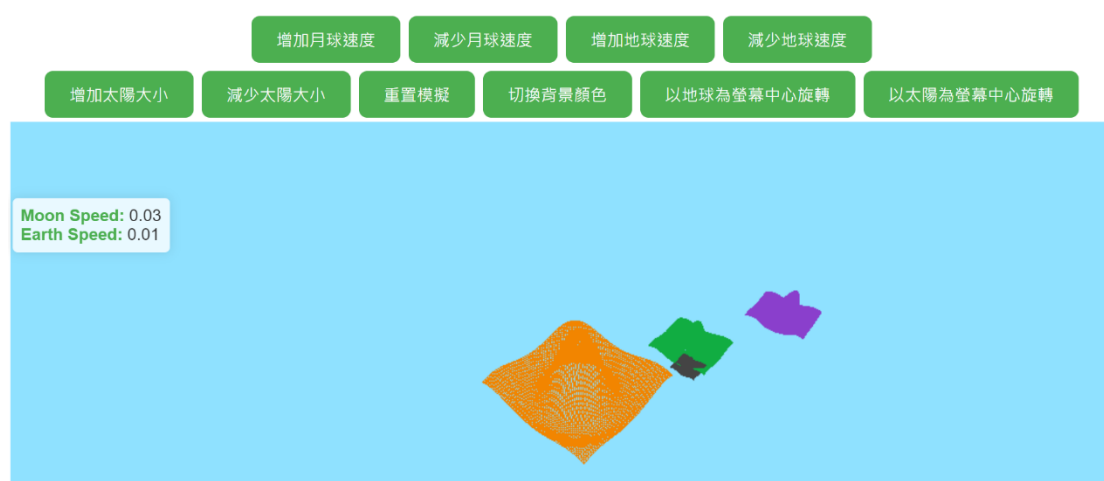 增加月球速度 減少月球速度 增加地球速度 減少地球速度
增加太陽大小 減少太陽大小 重置模擬 切換背景顏色 以地球為螢幕中心旋轉 以太陽為螢幕中心旋轉
Moon Speed: 0.03
Earth Speed: 0.01